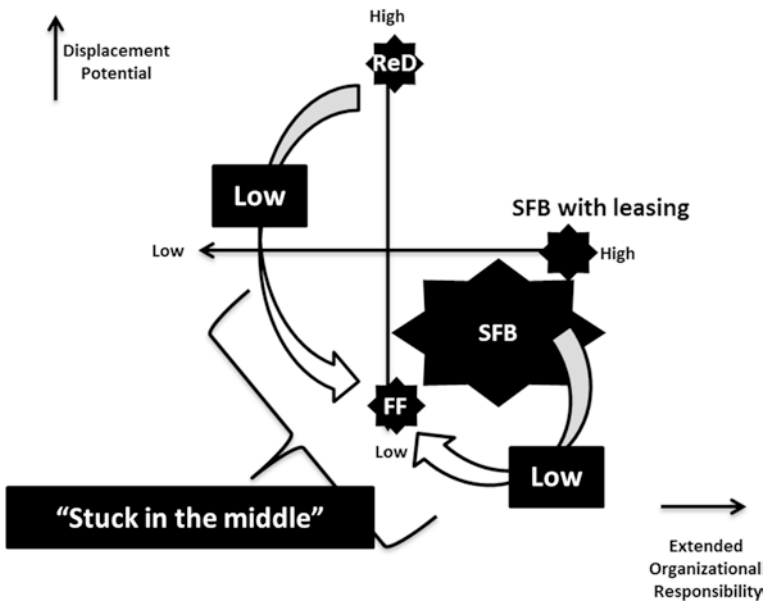 High
Displacement
Potential
ReD
Low
SFB with leasing
Low
High
SFB
FF
Low
Low
“Stuck in the middle”
Extended
Organizational
Responsibility